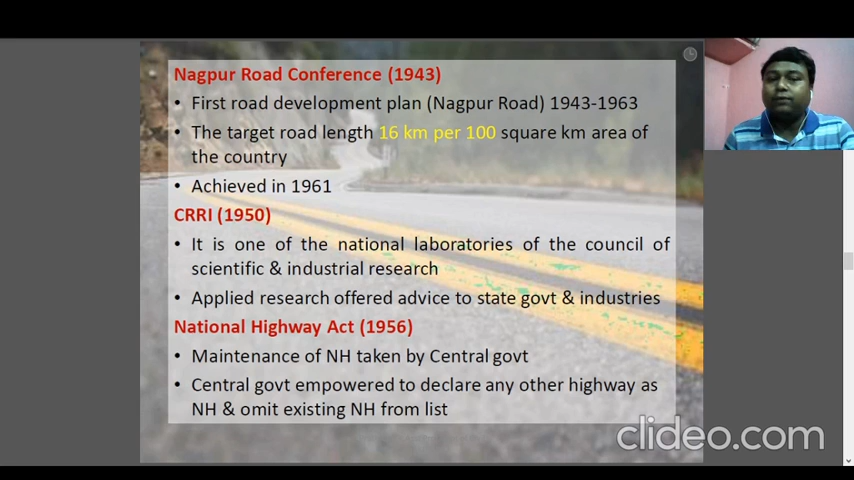 Nagpur Road Conference (1943)
• First road development plan (Nagpur Road) 1943-1963
• The target road length 16 km per 100 square km area of
the country
• Achieved in 1961
CRRI (1950)
• It is one of the national laboratories of the council of
scientific & industrial research
• Applied research offered advice to state govt & industries
National Highway Act (1956)
• Maintenance of NH taken by Central govt
• Central govt empowered to declare any other highway as
NH & omit existing NH from list
clideo.com